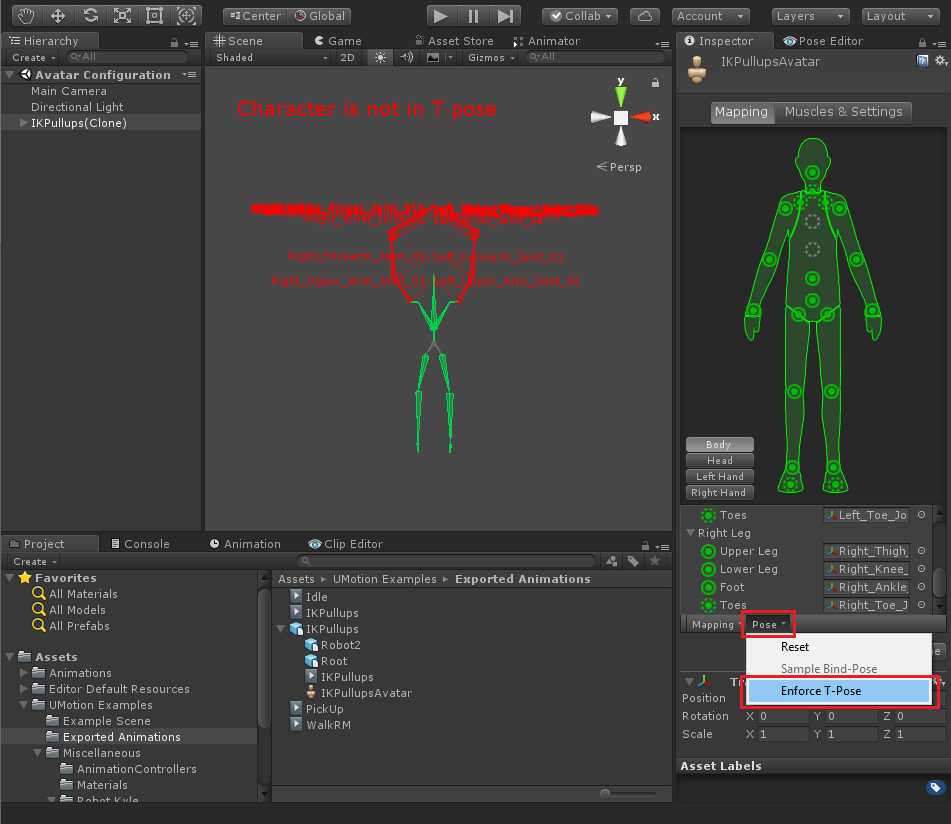 Center Global Collab Account Layers Layout
Hierarchy
Create All
Avatar Configuration
Main Camera
Directional Light
IKPullups(Clone)
Scene Game Asset Store Animator
Shaded 2D Gizmos All
Character is not in T pose
y
x
Persp
Right_Forearm_Joint_01 Left_Forearm_Joint_01
Right_Upper_Arm_Joint_01 Left_Upper_Arm_Joint_01
Inspector Pose Editor
IKPullupsAvatar
Mapping Muscles & Settings
Body
Head
Left Hand
Right Hand
Toes Left_Toe_Jo
Right Leg
Upper Leg Right_Thigh_
Lower Leg Right_Knee_
Foot Right_Ankle_
Toes Right_Toe_J
Mapping Pose
Reset
Sample Bind-Pose
Enforce T-Pose
Position
Rotation X 0 Y 0 Z 0
Scale X 1 Y 1 Z 1
Asset Labels
Project Console Animation Clip Editor
Create
Favorites
All Materials
All Models
All Prefabs
Assets
Animations
Editor Default Resources
UMotion Examples
Example Scene
Exported Animations
Miscellaneous
AnimationControllers
Materials
Robot Kyle
Assets UMotion Examples Exported Animations
Idle
IKPullups
IKPullups
Robot2
Root
IKPullups
IKPullupsAvatar
PickUp
WalkRM